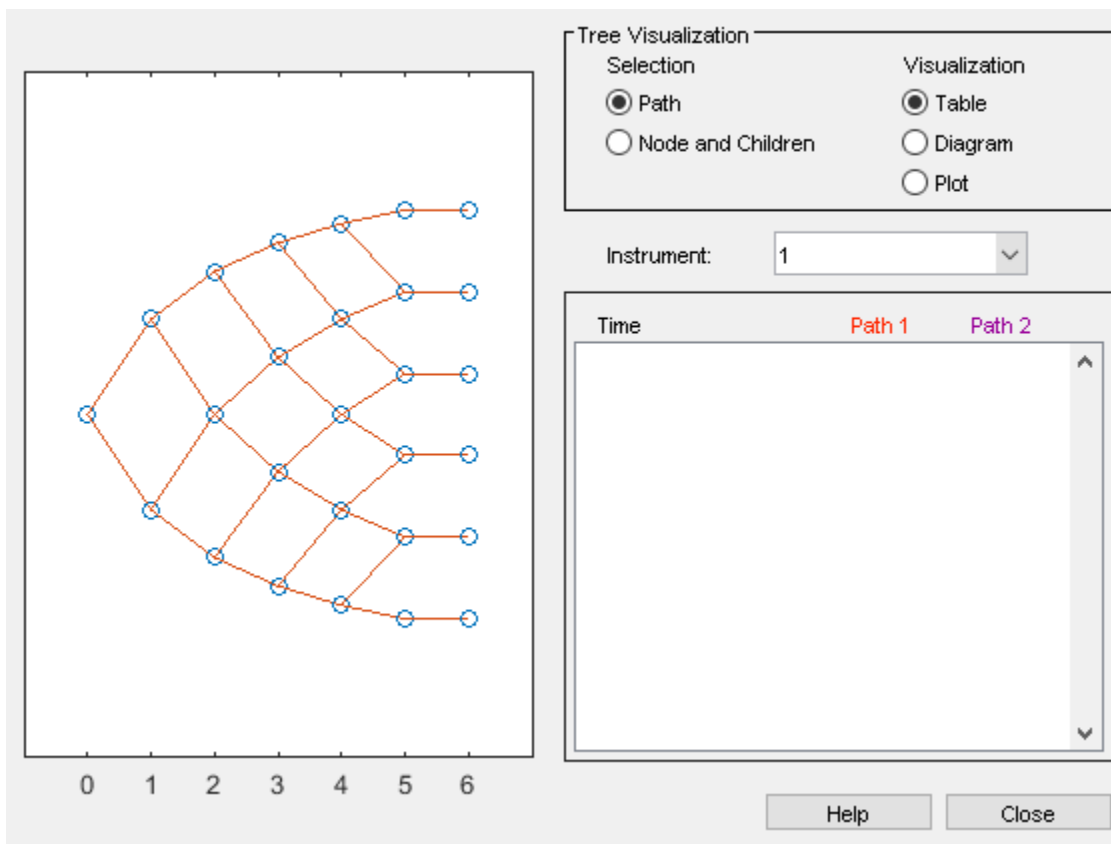 Tree Visualization
Selection
Visualization
Path
Table
Node and Children
Diagram
Plot
Instrument:
1
Time
Path 1
Path 2
0 1 2 3 4 5 6
Help
Close